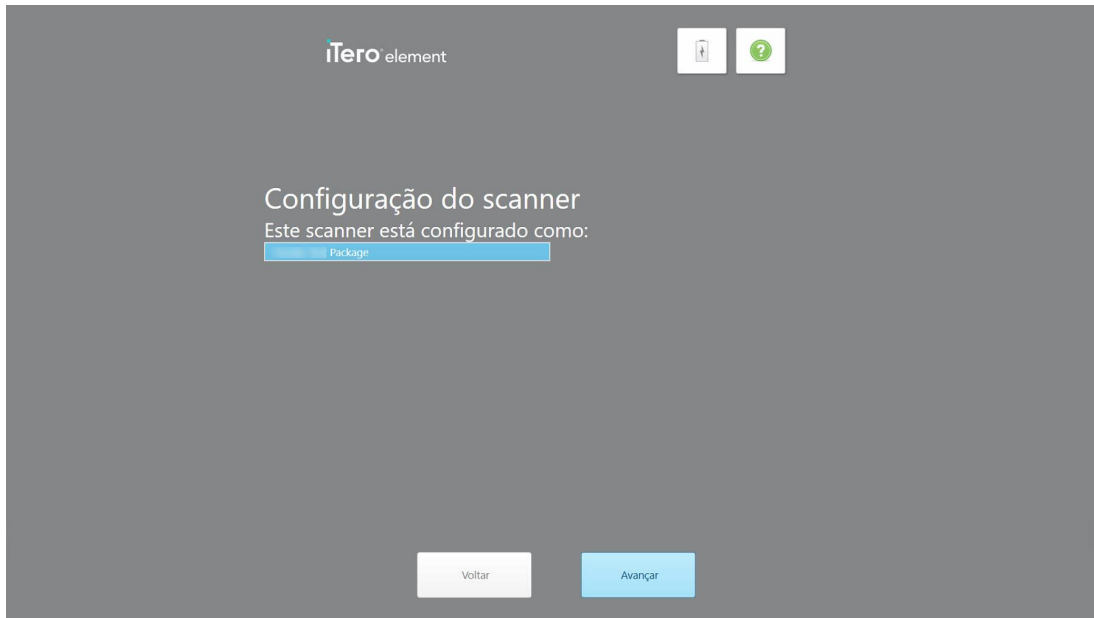 iTero element
Configuração do scanner
Este scanner está configurado como:
Package
Voltar
Avançar